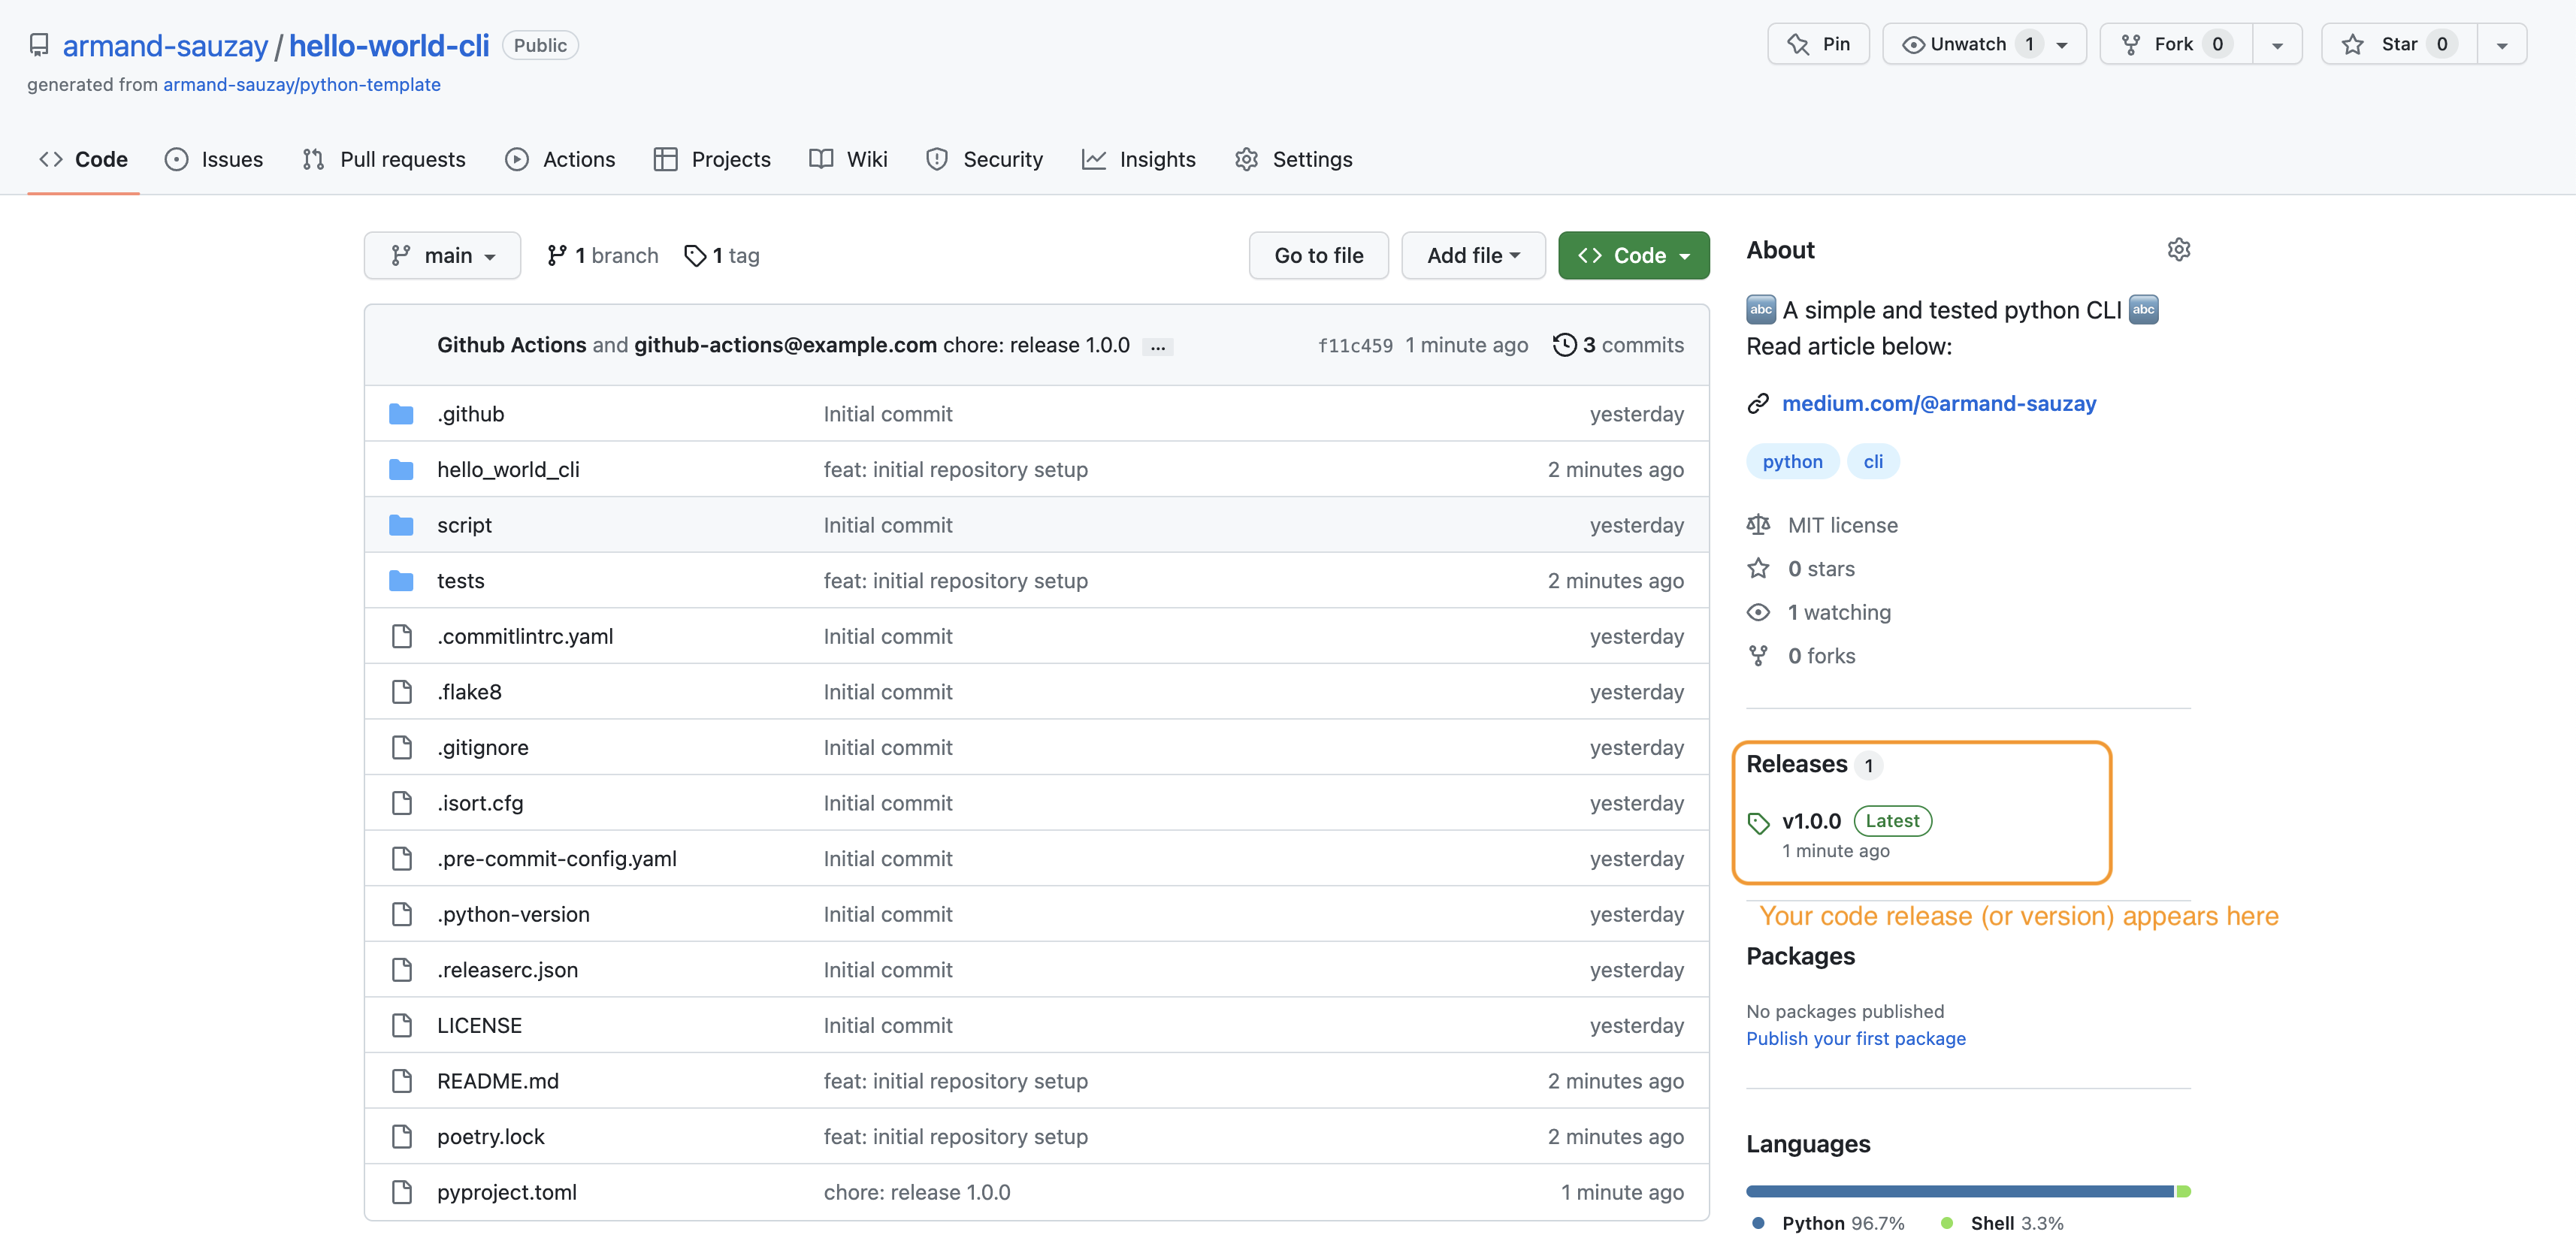 armand-sauzay / hello-world-cli Public
Pin Unwatch 1 Fork 0 Star 0
generated from armand-sauzay/python-template
Code Issues Pull requests Actions Projects Wiki Security Insights Settings
main 1 branch 1 tag Go to file Add file Code
Github Actions and github-actions@example.com chore: release 1.0.0 ... f11c459 1 minute ago 3 commits
.github Initial commit yesterday
hello_world_cli feat: initial repository setup 2 minutes ago
script Initial commit yesterday
tests feat: initial repository setup 2 minutes ago
.commitlintrc.yaml Initial commit yesterday
.flake8 Initial commit yesterday
.gitignore Initial commit yesterday
.isort.cfg Initial commit yesterday
.pre-commit-config.yaml Initial commit yesterday
.python-version Initial commit yesterday
.releaserc.json Initial commit yesterday
LICENSE Initial commit yesterday
README.md feat: initial repository setup 2 minutes ago
poetry.lock feat: initial repository setup 2 minutes ago
pyproject.toml chore: release 1.0.0 1 minute ago
About
abc A simple and tested python CLI abc
Read article below:
medium.com/@armand-sauzay
python cli
MIT license
0 stars
1 watching
0 forks
Releases 1
v1.0.0 Latest
1 minute ago
Your code release (or version) appears here
Packages
No packages published
Publish your first package
Languages
Python 96.7% Shell 3.3%